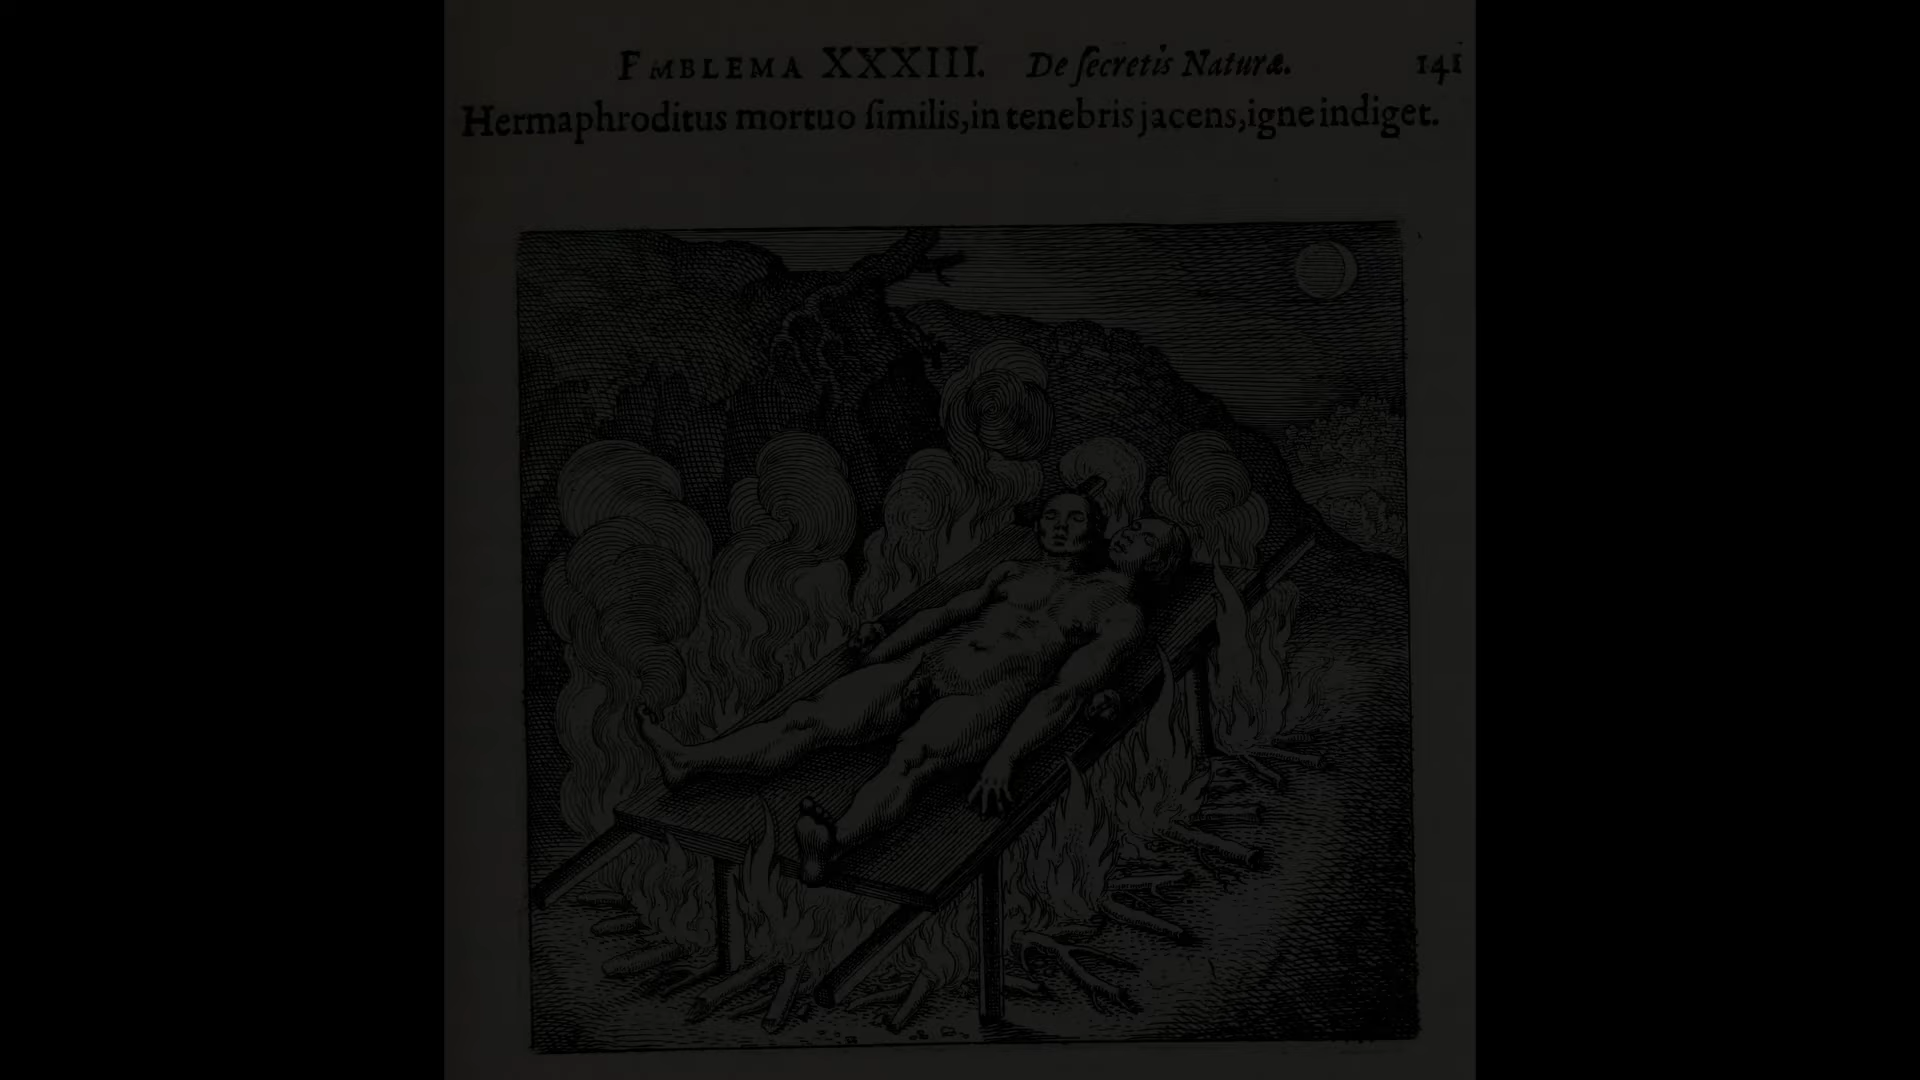 EMBLEMA XXXIII. De ſecretis Naturæ. 141
Hermaphroditus mortuo ſimilis, in tenebris jacens, igne indiget.